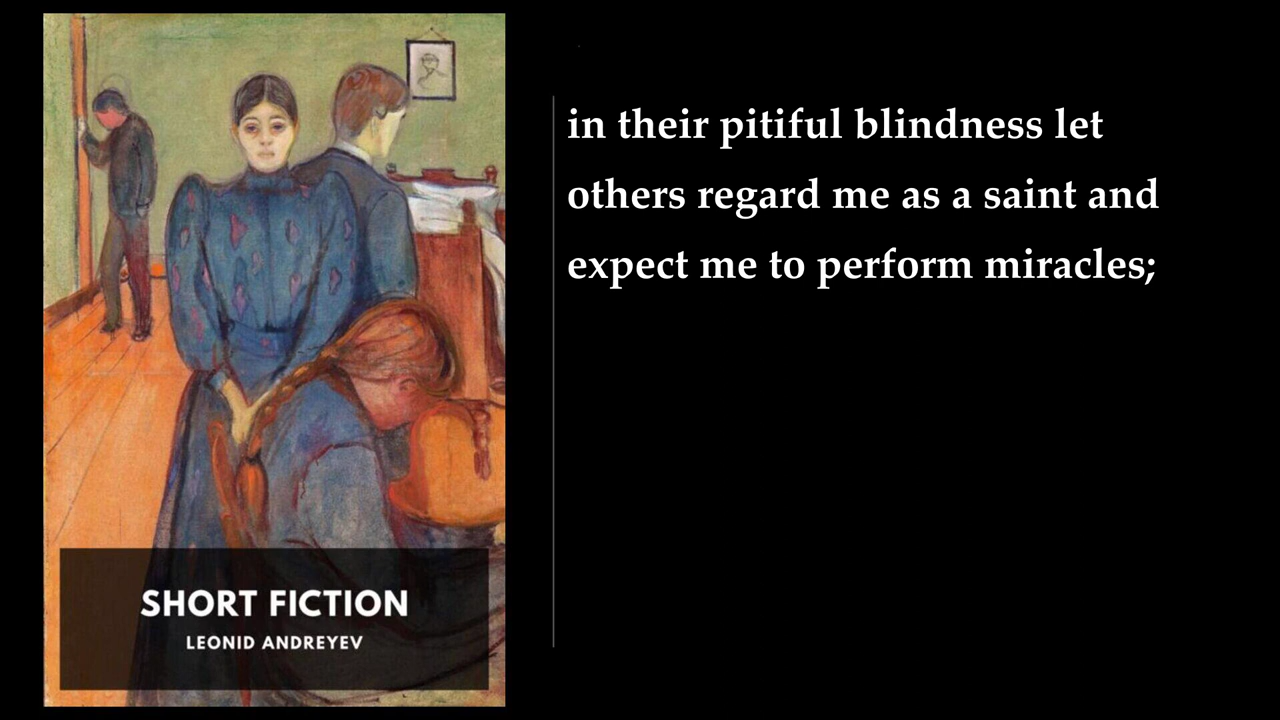 in their pitiful blindness let
others regard me as a saint and
expect me to perform miracles;
SHORT FICTION
LEONID ANDREYEV